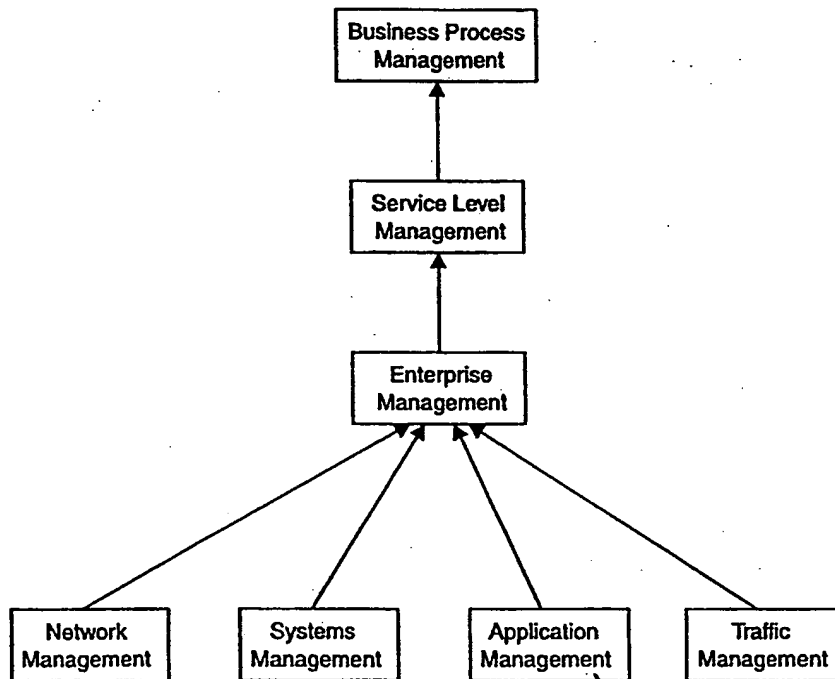 Business Process
Management
Service Level
Management
Enterprise
Management
Network
Management
Systems
Management
Application
Management
Traffic
Management